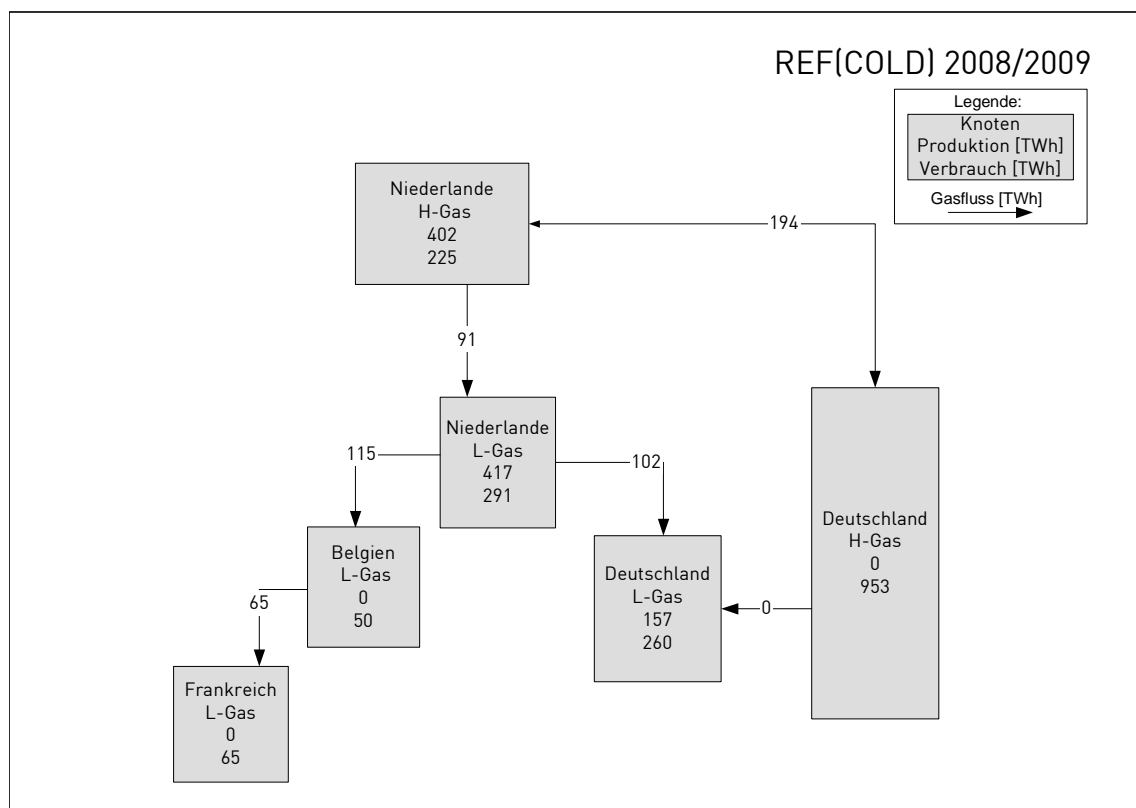 REF(COLD) 2008/2009
Legende:
Knoten
Produktion [TWh]
Verbrauch [TWh]
Gasfluss [TWh]
Niederlande
H-Gas
402
225
194
91
Niederlande
L-Gas
417
291
115
102
Belgien
L-Gas
0
50
Deutschland
L-Gas
157
260
0
Deutschland
H-Gas
0
953
65
Frankreich
L-Gas
0
65